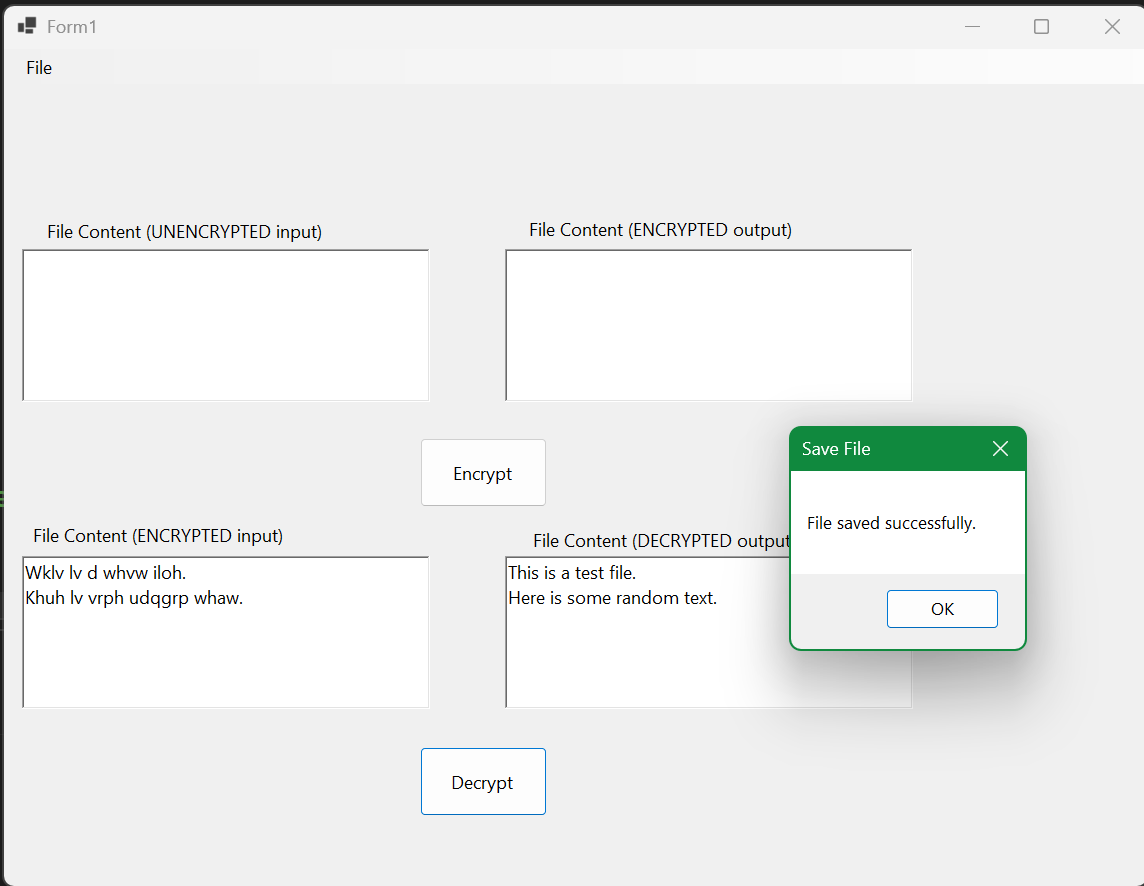 Form1
File
File Content (UNENCRYPTED input)
File Content (ENCRYPTED output)
Encrypt
Save File
File saved successfully.
OK
File Content (ENCRYPTED input)
File Content (DECRYPTED output
Wklv lv d whvw iloh.
Khuh lv vrph udqgrp whaw.
This is a test file.
Here is some random text.
Decrypt